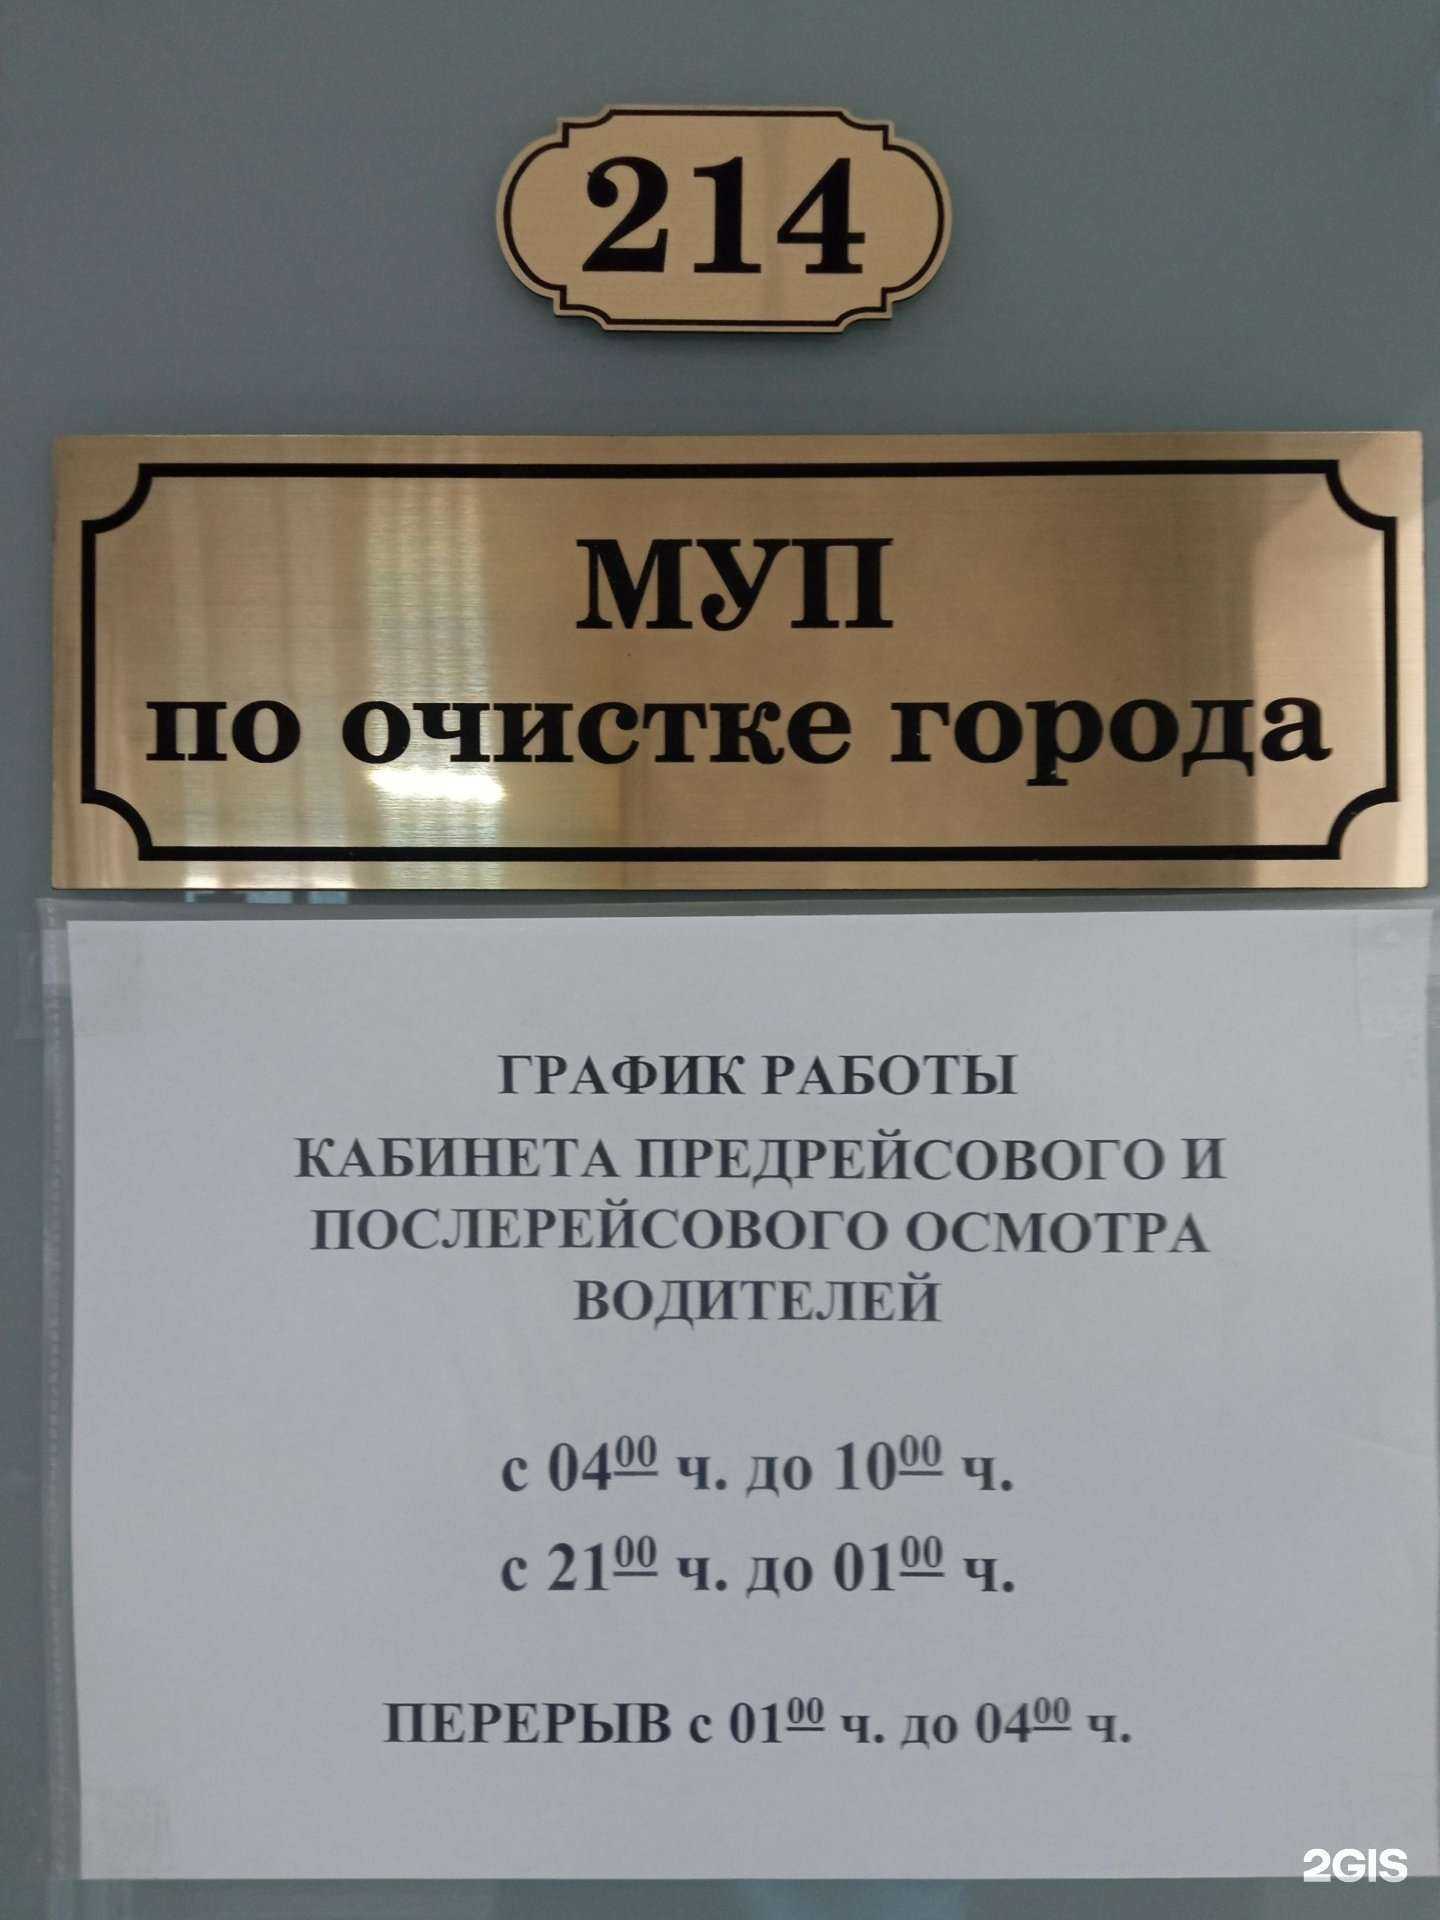 214
МУП
по очистке города
ГРАФИК РАБОТЫ
КАБИНЕТА ПРЕДРЕЙСОВОГО И
ПОСЛЕРЕЙСОВОГО ОСМОТРА
ВОДИТЕЛЕЙ
с 04⁰⁰ ч. до 10⁰⁰ ч.
с 21⁰⁰ ч. до 01⁰⁰ ч.
ПЕРЕРЫВ с 01⁰⁰ ч. до 04⁰⁰ ч.
2GIS